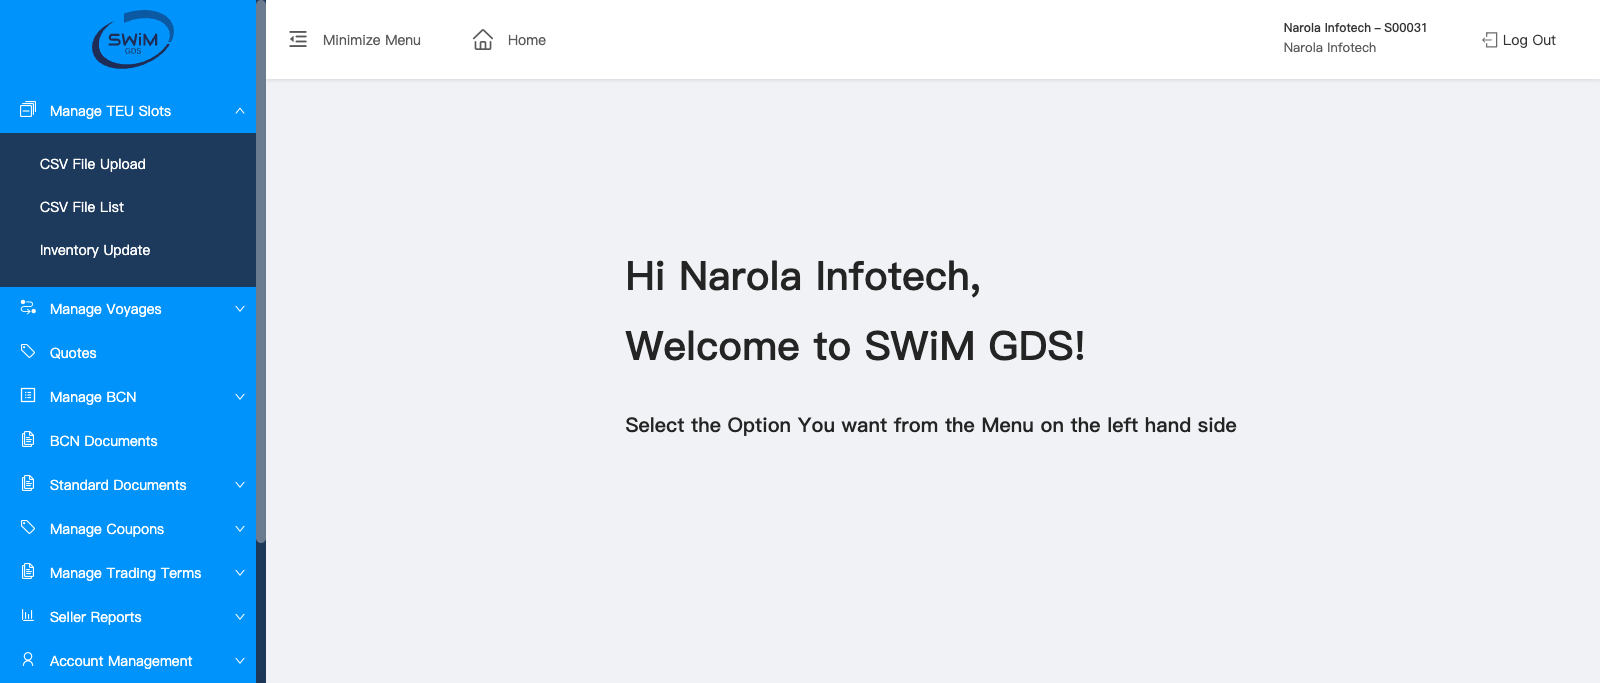 SWiM
GDS
Minimize Menu
Home
Narola Infotech – S00031
Narola Infotech
Log Out
Manage TEU Slots
CSV File Upload
CSV File List
Inventory Update
Manage Voyages
Quotes
Manage BCN
BCN Documents
Standard Documents
Manage Coupons
Manage Trading Terms
Seller Reports
Account Management
Hi Narola Infotech,
Welcome to SWiM GDS!
Select the Option You want from the Menu on the left hand side